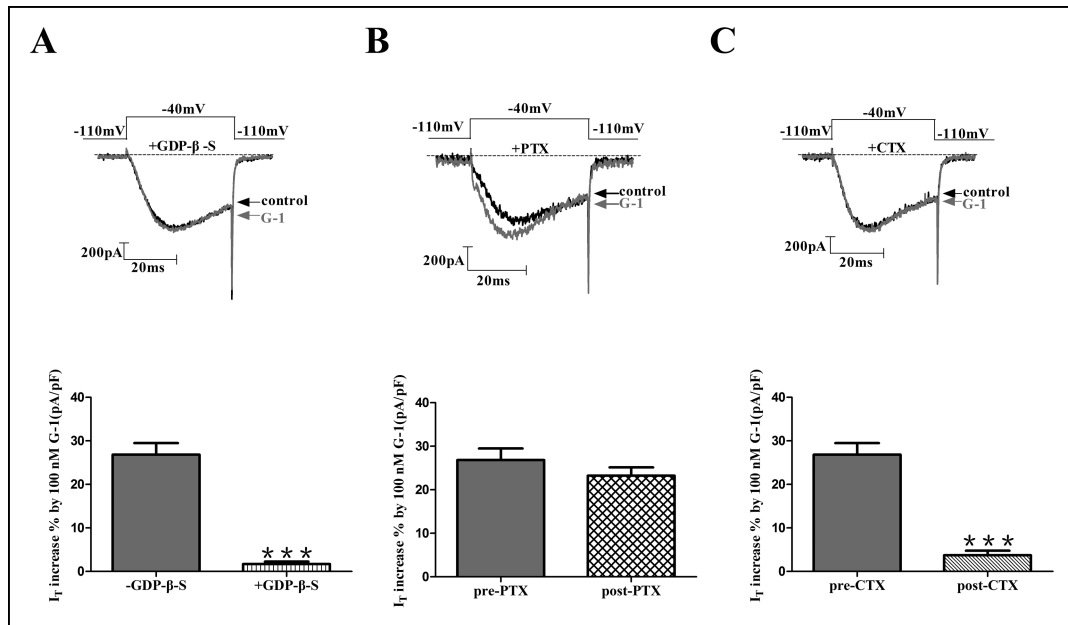 A
-40mV
-110mV
-110mV
+GDP-β -S
control
G-1
200pA
20ms
I_T increase % by 100 nM G-1(pA/pF)
40
30
20
10
0
***
-GDP-β-S
+GDP-β-S
B
-40mV
-110mV
-110mV
+PTX
control
G-1
200pA
20ms
I_T increase % by 100 nM G-1(pA/pF)
40
30
20
10
0
pre-PTX
post-PTX
C
-40mV
-110mV
-110mV
+CTX
control
G-1
200pA
20ms
I_T increase % by 100 nM G-1(pA/pF)
40
30
20
10
0
***
pre-CTX
post-CTX